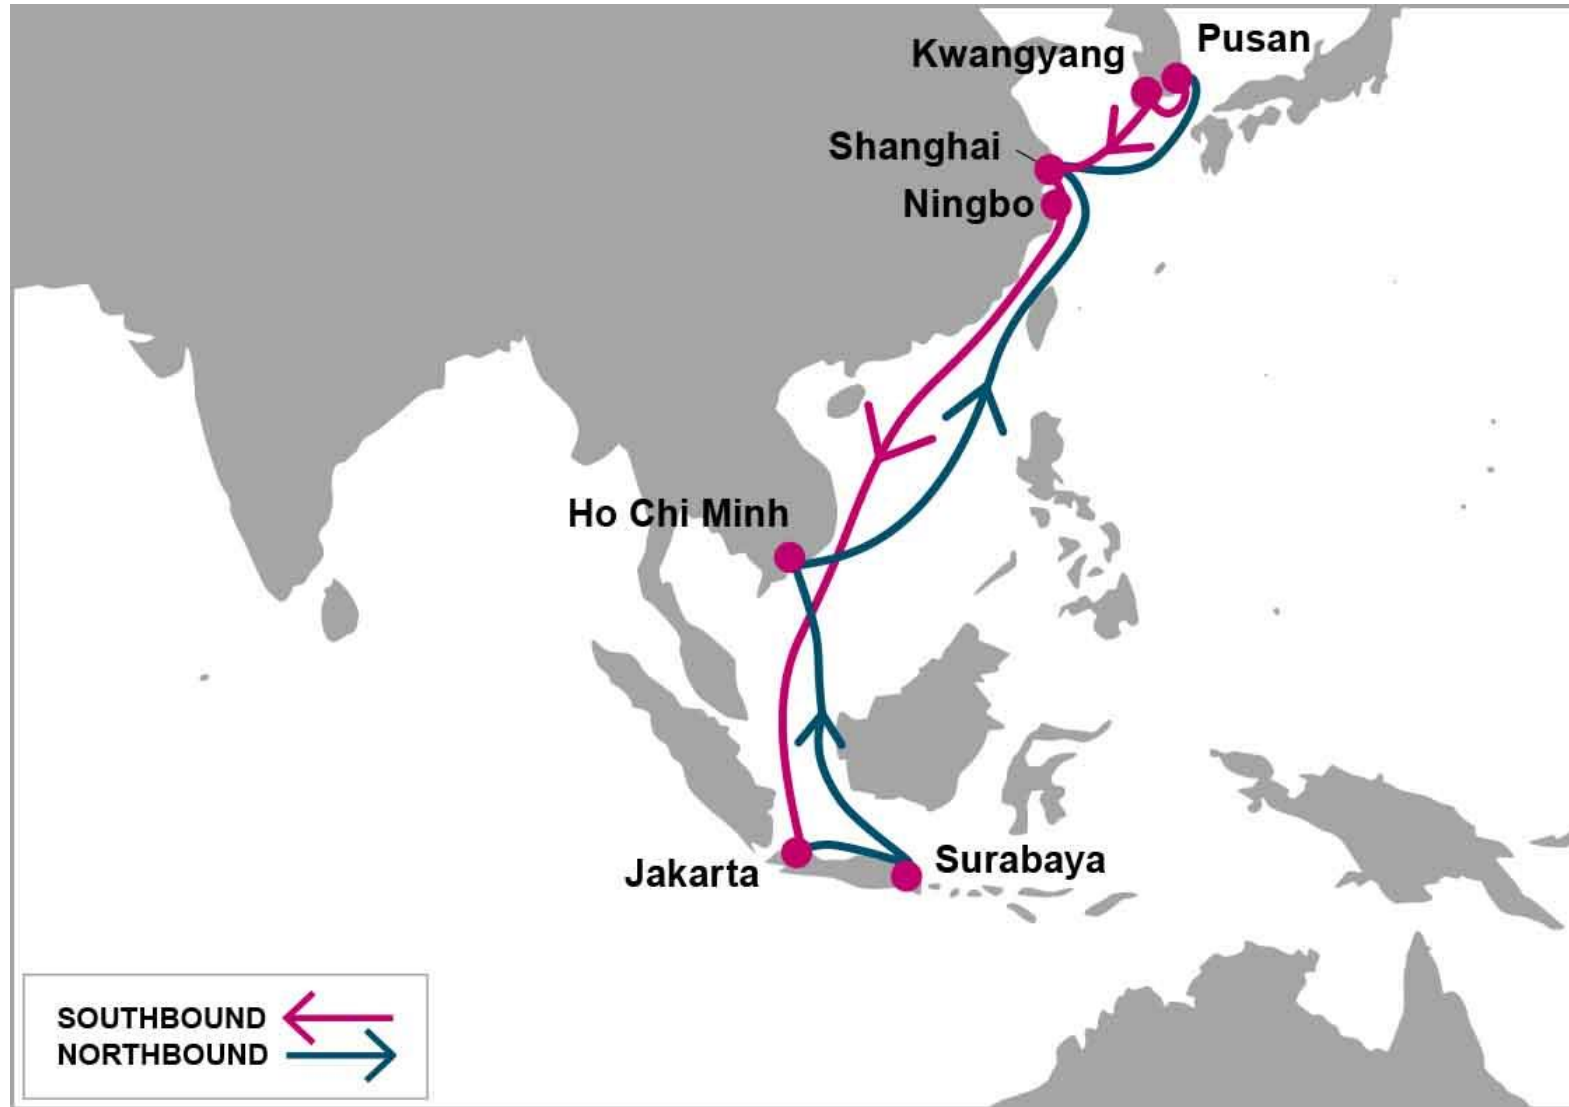 Pusan
Kwangyang
Shanghai
Ningbo
Ho Chi Minh
Surabaya
Jakarta
SOUTHBOUND
NORTHBOUND